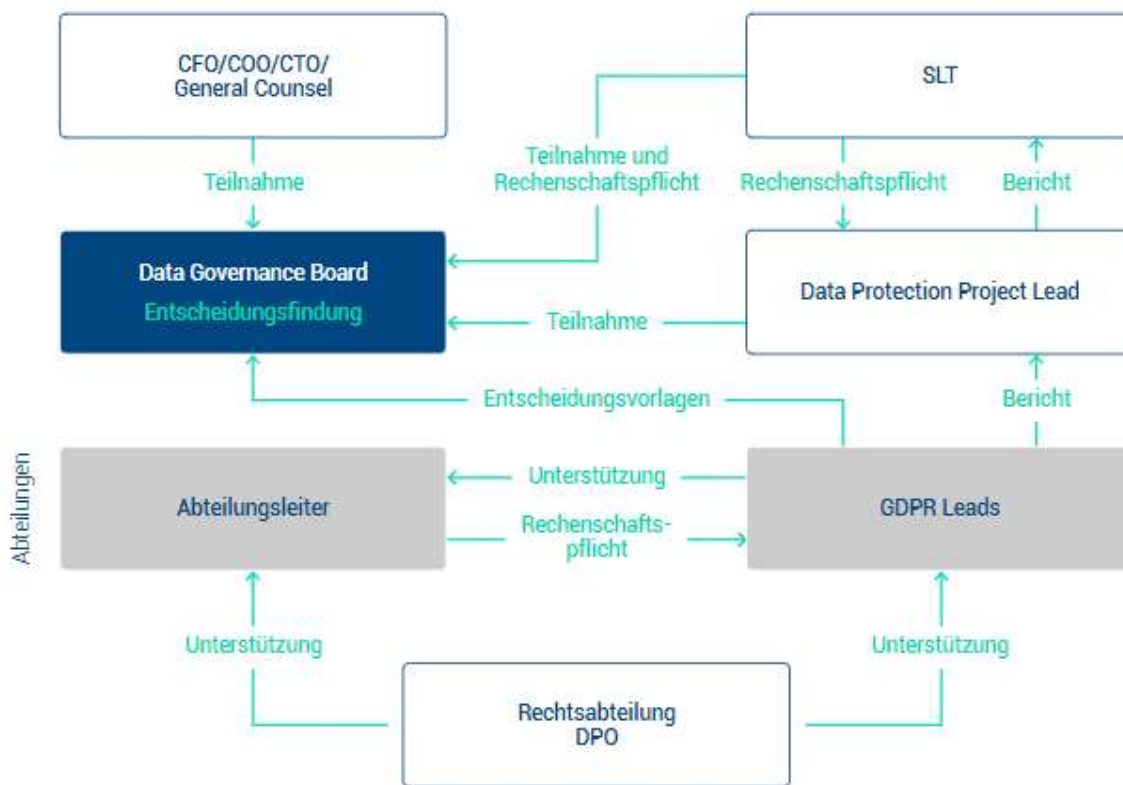 CFO/COO/CTO/
General Counsel
SLT
Teilnahme
Teilnahme und
Rechenschaftspflicht
Rechenschaftspflicht
Bericht
Data Governance Board
Entscheidungsfindung
Data Protection Project Lead
Teilnahme
Entscheidungsvorlagen
Bericht
Abteilungen
Abteilungsleiter
Unterstützung
Rechenschafts-
pflicht
GDPR Leads
Unterstützung
Unterstützung
Rechtsabteilung
DPO